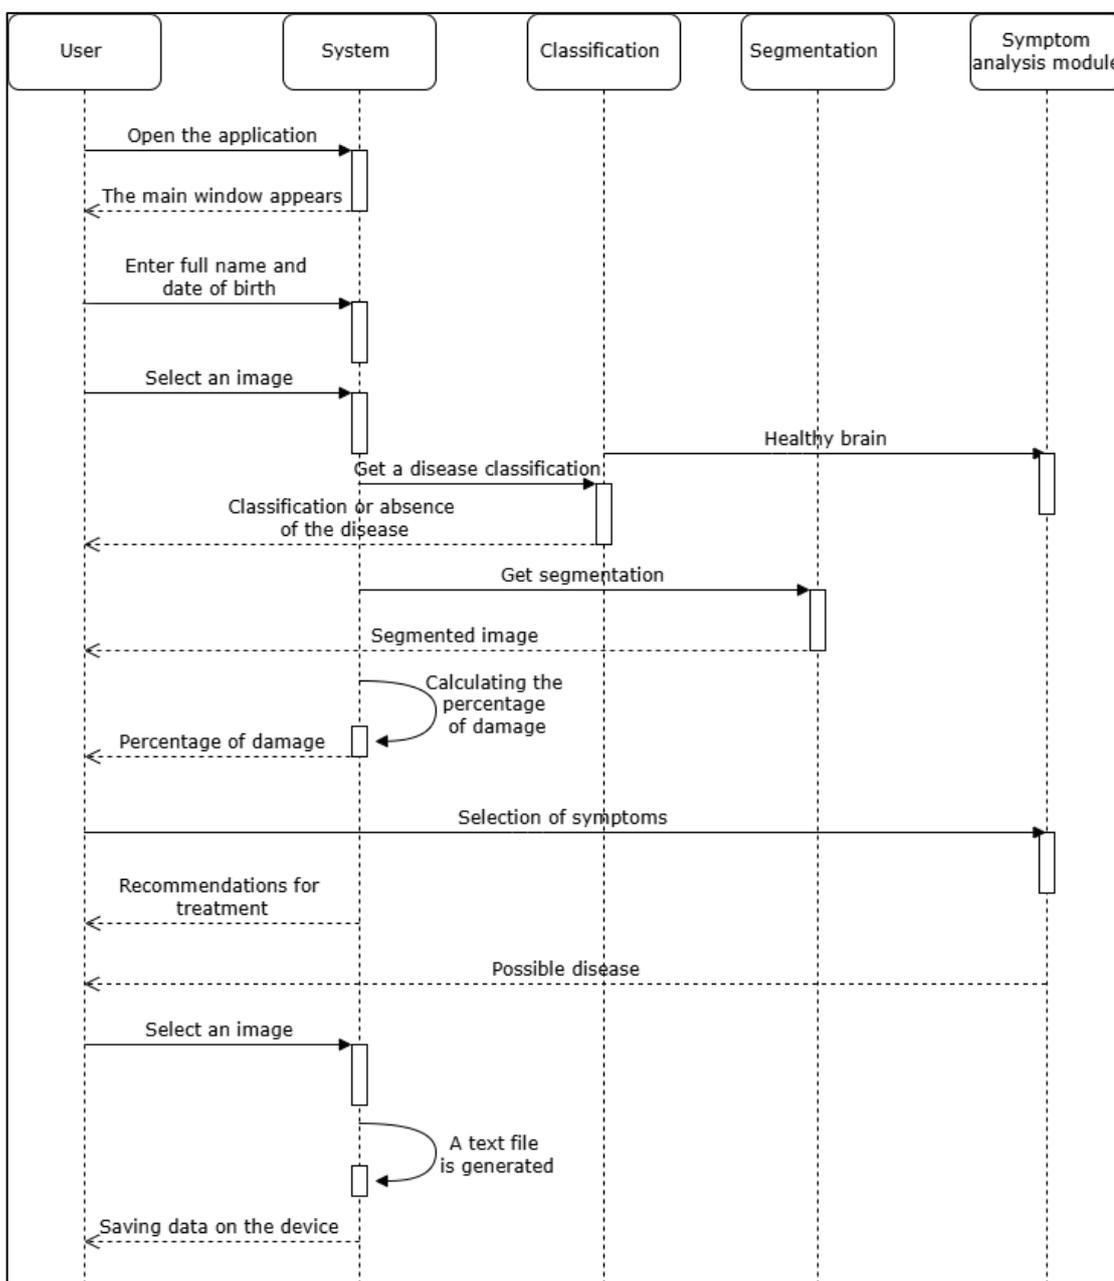 User
System
Classification
Segmentation
Symptom
analysis module
Open the application
The main window appears
Enter full name and
date of birth
Select an image
Healthy brain
Get a disease classification
Classification or absence
of the disease
Get segmentation
Segmented image
Calculating the
percentage
of damage
Percentage of damage
Selection of symptoms
Recommendations for
treatment
Possible disease
Select an image
A text file
is generated
Saving data on the device